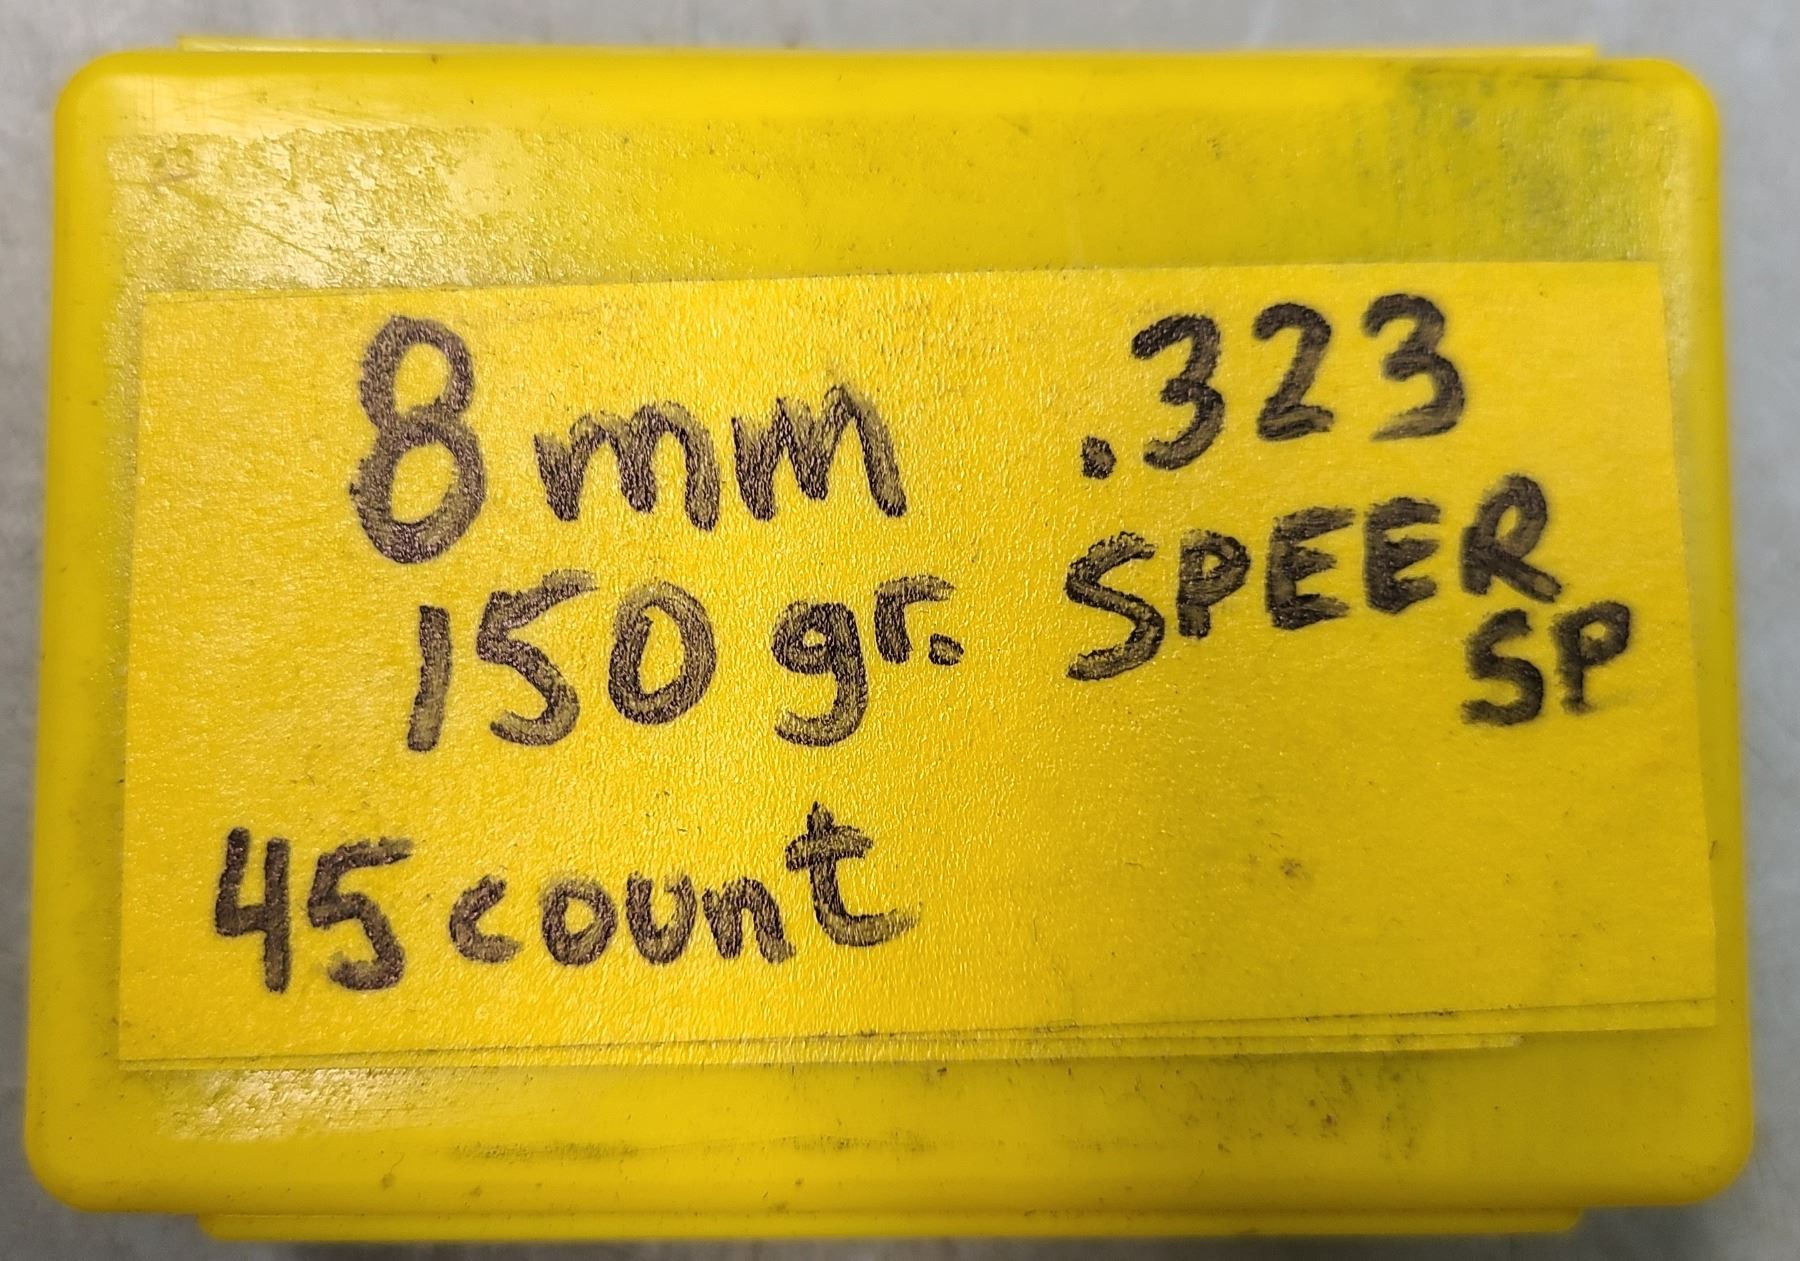 8mm .323
150 gr. SPEER
SP
45 count